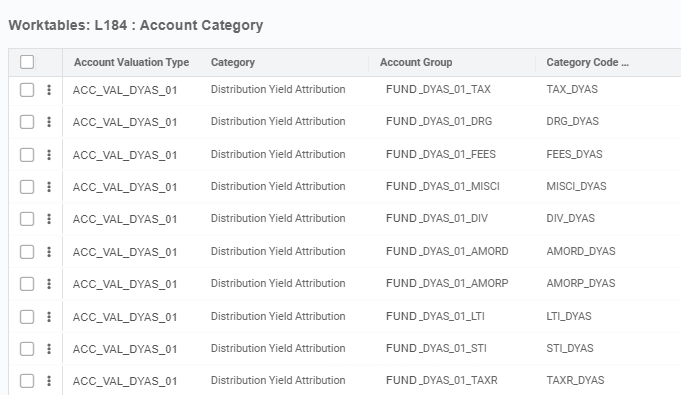 Worktables: L184 : Account Category
Account Valuation Type Category Account Group Category Code ...
ACC_VAL_DYAS_01 Distribution Yield Attribution FUND_DYAS_01_TAX TAX_DYAS
ACC_VAL_DYAS_01 Distribution Yield Attribution FUND_DYAS_01_DRG DRG_DYAS
ACC_VAL_DYAS_01 Distribution Yield Attribution FUND_DYAS_01_FEES FEES_DYAS
ACC_VAL_DYAS_01 Distribution Yield Attribution FUND_DYAS_01_MISCI MISCI_DYAS
ACC_VAL_DYAS_01 Distribution Yield Attribution FUND_DYAS_01_DIV DIV_DYAS
ACC_VAL_DYAS_01 Distribution Yield Attribution FUND_DYAS_01_AMORD AMORD_DYAS
ACC_VAL_DYAS_01 Distribution Yield Attribution FUND_DYAS_01_AMORP AMORP_DYAS
ACC_VAL_DYAS_01 Distribution Yield Attribution FUND_DYAS_01_LTI LTI_DYAS
ACC_VAL_DYAS_01 Distribution Yield Attribution FUND_DYAS_01_STI STI_DYAS
ACC_VAL_DYAS_01 Distribution Yield Attribution FUND_DYAS_01_TAXR TAXR_DYAS